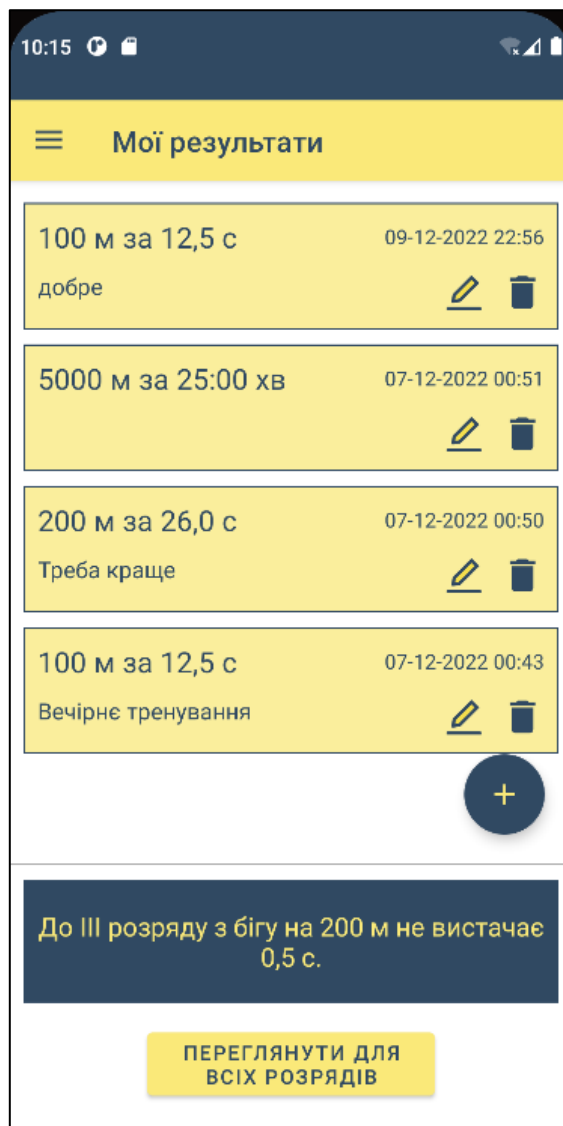 10:15
Мої результати
100 м за 12,5 с
09-12-2022 22:56
добре
5000 м за 25:00 хв
07-12-2022 00:51
200 м за 26,0 с
07-12-2022 00:50
Треба краще
100 м за 12,5 с
07-12-2022 00:43
Вечірнє тренування
+
До III розряду з бігу на 200 м не вистачає
0,5 с.
ПЕРЕГЛЯНУТИ ДЛЯ
ВСІХ РОЗРЯДІВ